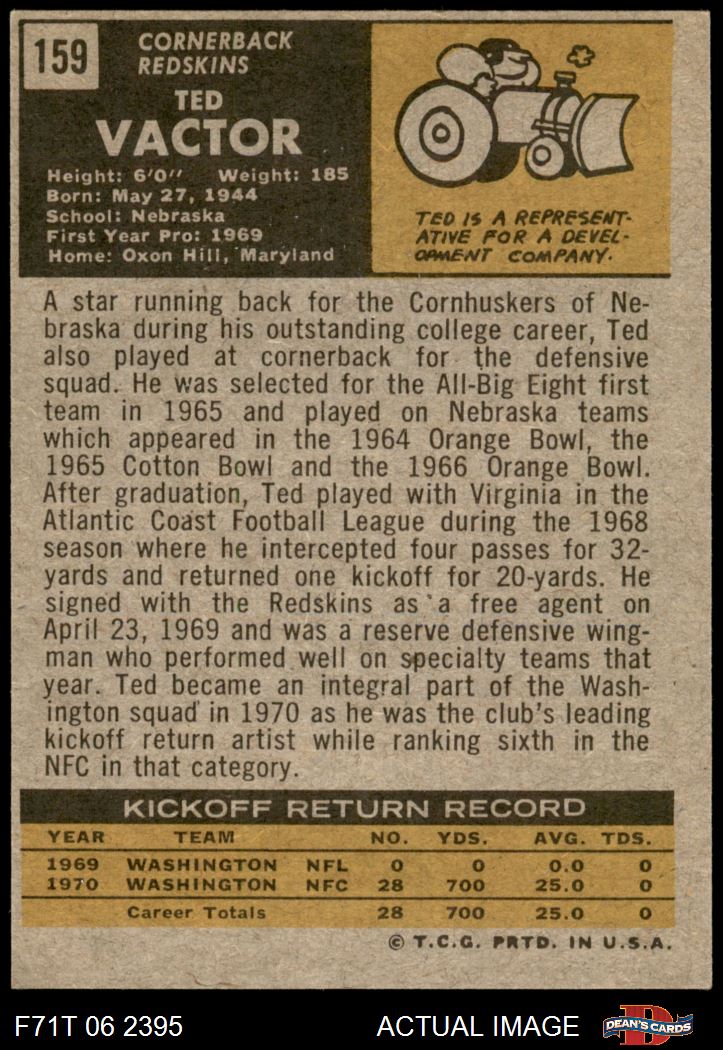 159
CORNERBACK
REDSKINS
TED
VACTOR
Height: 6'0" Weight: 185
Born: May 27, 1944
School: Nebraska
First Year Pro: 1969
Home: Oxon Hill, Maryland
TED IS A REPRESENT-
ATIVE FOR A DEVEL-
OPMENT COMPANY.
A star running back for the Cornhuskers of Ne-
braska during his outstanding college career, Ted
also played at cornerback for the defensive
squad. He was selected for the All-Big Eight first
team in 1965 and played on Nebraska teams
which appeared in the 1964 Orange Bowl, the
1965 Cotton Bowl and the 1966 Orange Bowl.
After graduation, Ted played with Virginia in the
Atlantic Coast Football League during the 1968
season where he intercepted four passes for 32-
yards and returned one kickoff for 20-yards. He
signed with the Redskins as a free agent on
April 23, 1969 and was a reserve defensive wing-
man who performed well on specialty teams that
year. Ted became an integral part of the Wash-
ington squad in 1970 as he was the club's leading
kickoff return artist while ranking sixth in the
NFC in that category.
KICKOFF RETURN RECORD
YEAR TEAM NO. YDS. AVG. TDS.
1969 WASHINGTON NFL 0 0 0.0 0
1970 WASHINGTON NFC 28 700 25.0 0
Career Totals 28 700 25.0 0
© T.C.G. PRTD. IN U.S.A.
F71T 06 2395 ACTUAL IMAGE
D
DEAN'S CARDS